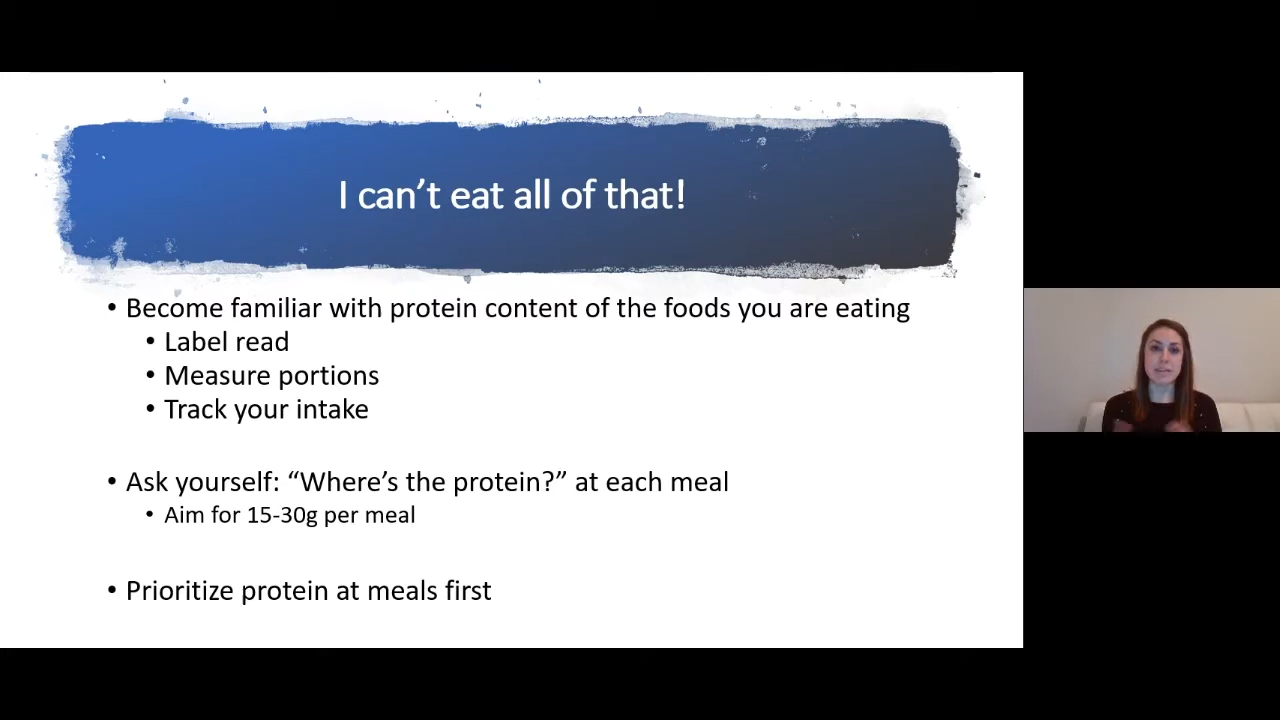 I can’t eat all of that!
• Become familiar with protein content of the foods you are eating
• Label read
• Measure portions
• Track your intake
• Ask yourself: “Where’s the protein?” at each meal
• Aim for 15-30g per meal
• Prioritize protein at meals first